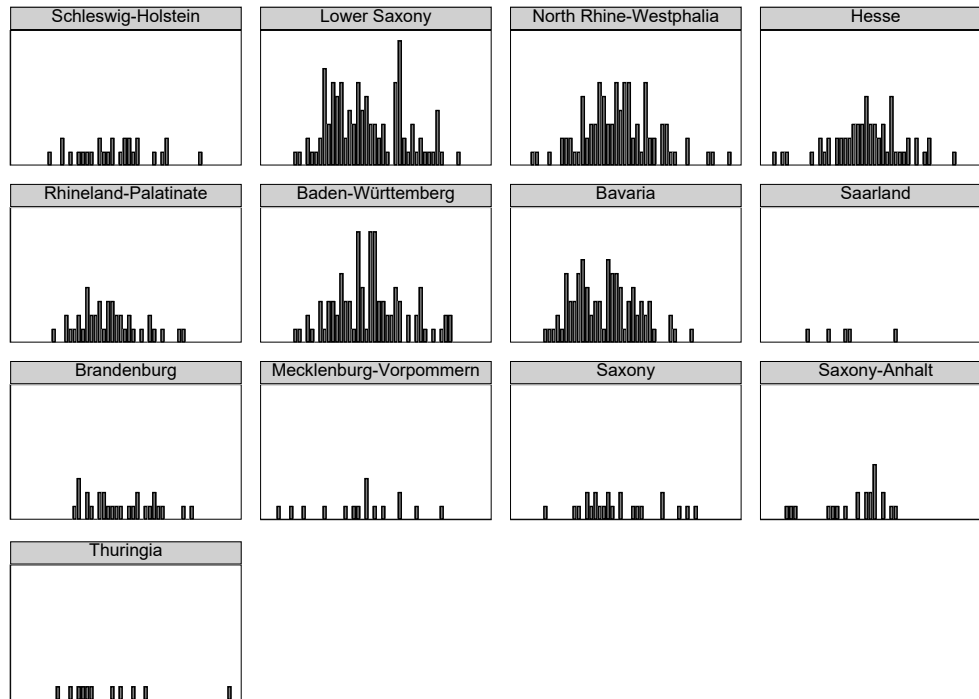 Schleswig-Holstein
Lower Saxony
North Rhine-Westphalia
Hesse
Rhineland-Palatinate
Baden-Württemberg
Bavaria
Saarland
Brandenburg
Mecklenburg-Vorpommern
Saxony
Saxony-Anhalt
Thuringia